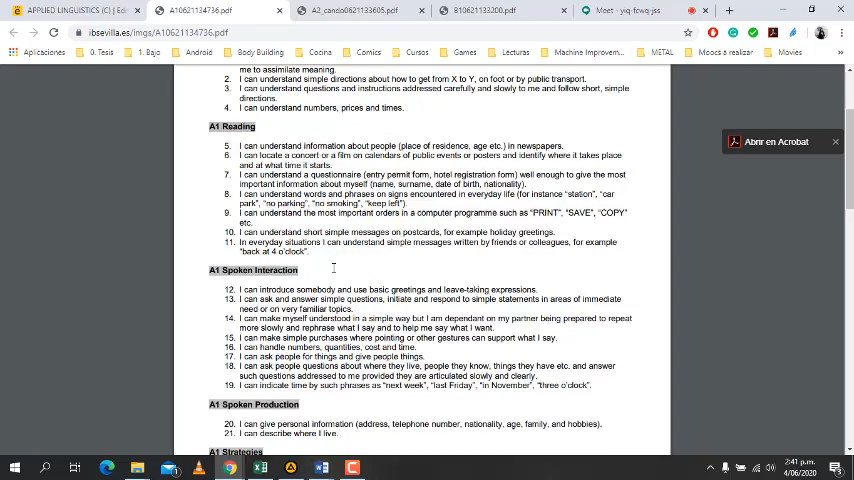 APPLIED LINGUISTICS (C): Ed
A10621134736.pdf
A2_cando0621133605.pdf
B10621133200.pdf
Meet - yiq-fcwq-jss
ibsevilla.es/imgs/A10621134736.pdf
Aplicaciones
0. Tesis
1. Bajo
Android
Body Building
Cocina
Comics
Cursos
Games
Lecturas
Machine Improvem...
METAL
Moocs a realizar
Movies
me to assimilate meaning.
2. I can understand simple directions about how to get from X to Y, on foot or by public transport.
3. I can understand questions and instructions addressed carefully and slowly to me and follow short, simple
directions.
4. I can understand numbers, prices and times.
A1 Reading
Abrir en Acrobat
5. I can understand information about people (place of residence, age etc.) in newspapers.
6. I can locate a concert or a film on calendars of public events or posters and identify where it takes place
and at what time it starts.
7. I can understand a questionnaire (entry permit form, hotel registration form) well enough to give the most
important information about myself (name, surname, date of birth, nationality).
8. I can understand words and phrases on signs encountered in everyday life (for instance "station", "car
park", "no parking", "no smoking", "keep left").
9. I can understand the most important orders in a computer programme such as "PRINT", "SAVE", "COPY"
etc.
10. I can understand short simple messages on postcards, for example holiday greetings.
11. In everyday situations I can understand simple messages written by friends or colleagues, for example
"back at 4 o'clock".
A1 Spoken Interaction
12. I can introduce somebody and use basic greetings and leave-taking expressions.
13. I can ask and answer simple questions, initiate and respond to simple statements in areas of immediate
need or on very familiar topics.
14. I can make myself understood in a simple way but I am dependant on my partner being prepared to repeat
more slowly and rephrase what I say and to help me say what I want.
15. I can make simple purchases where pointing or other gestures can support what I say.
16. I can handle numbers, quantities, cost and time.
17. I can ask people for things and give people things.
18. I can ask people questions about where they live, people they know, things they have etc. and answer
such questions addressed to me provided they are articulated slowly and clearly.
19. I can indicate time by such phrases as "next week", "last Friday", "in November", "three o'clock".
A1 Spoken Production
20. I can give personal information (address, telephone number, nationality, age, family, and hobbies).
21. I can describe where I live.
A1 Strategies
2:41 p.m.
4/06/2020